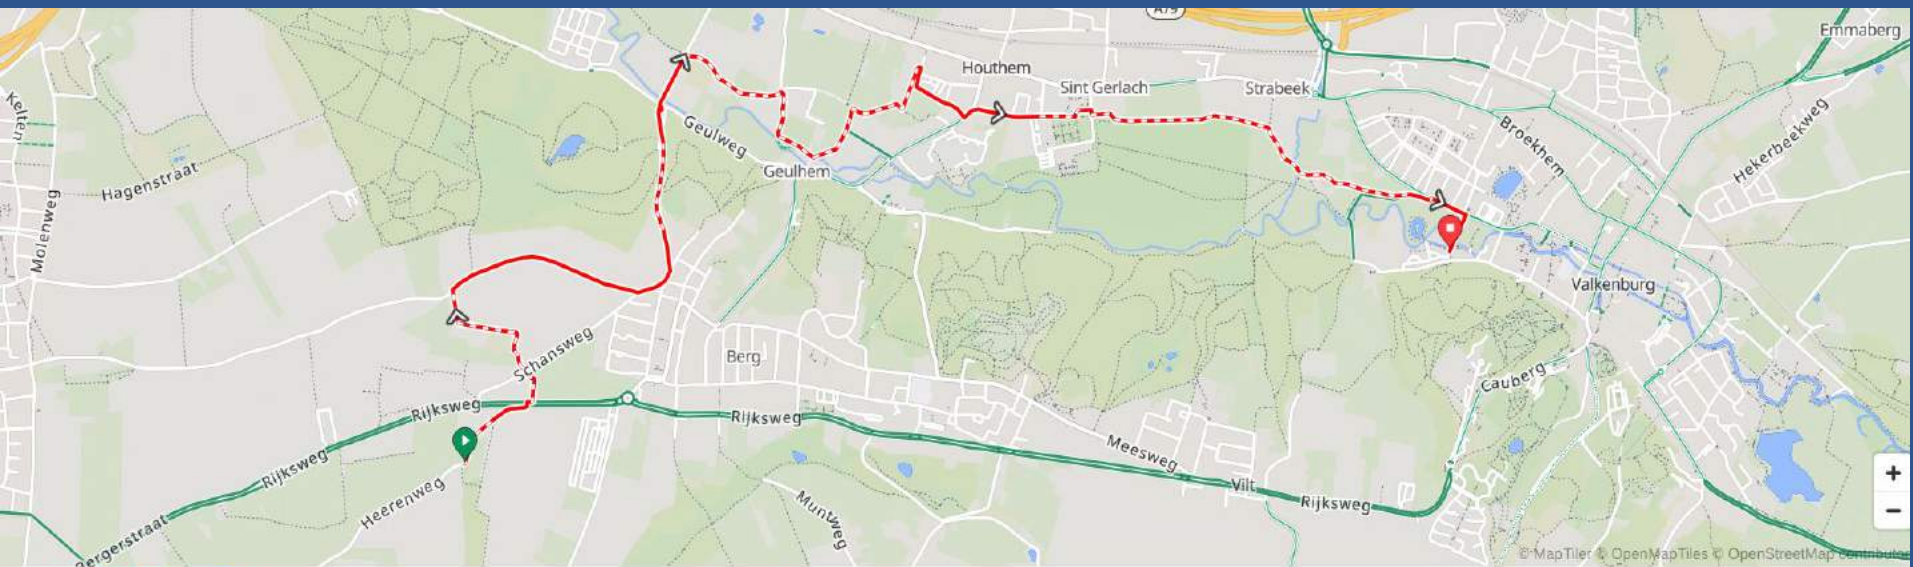 A79
Emmaberg
Houthem
Sint Gerlach
Strabeek
Kelten
Hekerbeekweg
Broekhem
Geulweg
Geulhem
Hagenstraat
Molenweg
Valkenburg
Schansweg
Berg
Cauberg
Rijksweg
Rijksweg
Meesweg
Rijksweg
Heerenweg
Vilt
Rijksweg
Muntweg
Bergerstraat
+
−
© MapTiler © OpenMapTiles © OpenStreetMap contributors